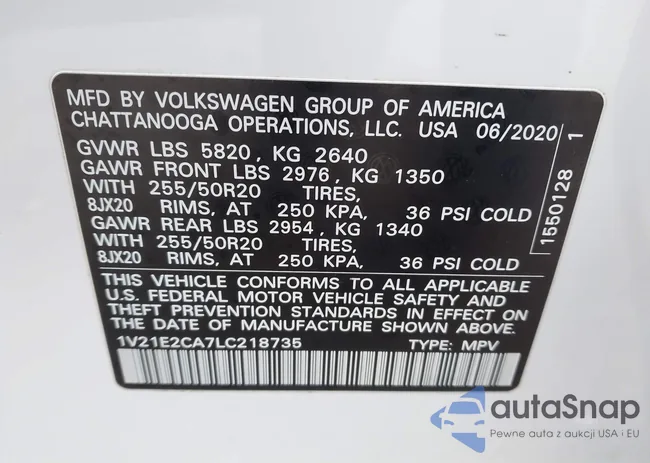 MFD BY VOLKSWAGEN GROUP OF AMERICA
CHATTANOOGA OPERATIONS, LLC. USA 06/2020
GVWR LBS 5820, KG 2640
GAWR FRONT LBS 2976, KG 1350
WITH 255/50R20 TIRES,
8JX20 RIMS, AT 250 KPA, 36 PSI COLD
GAWR REAR LBS 2954, KG 1340
WITH 255/50R20 TIRES,
8JX20 RIMS, AT 250 KPA, 36 PSI COLD
THIS VEHICLE CONFORMS TO ALL APPLICABLE
U.S. FEDERAL MOTOR VEHICLE SAFETY AND
THEFT PREVENTION STANDARDS IN EFFECT ON
THE DATE OF MANUFACTURE SHOWN ABOVE.
1V21E2CA7LC218735 TYPE: MPV
1550128 1
autaSnap
Pewne auta z aukcji USA i EU